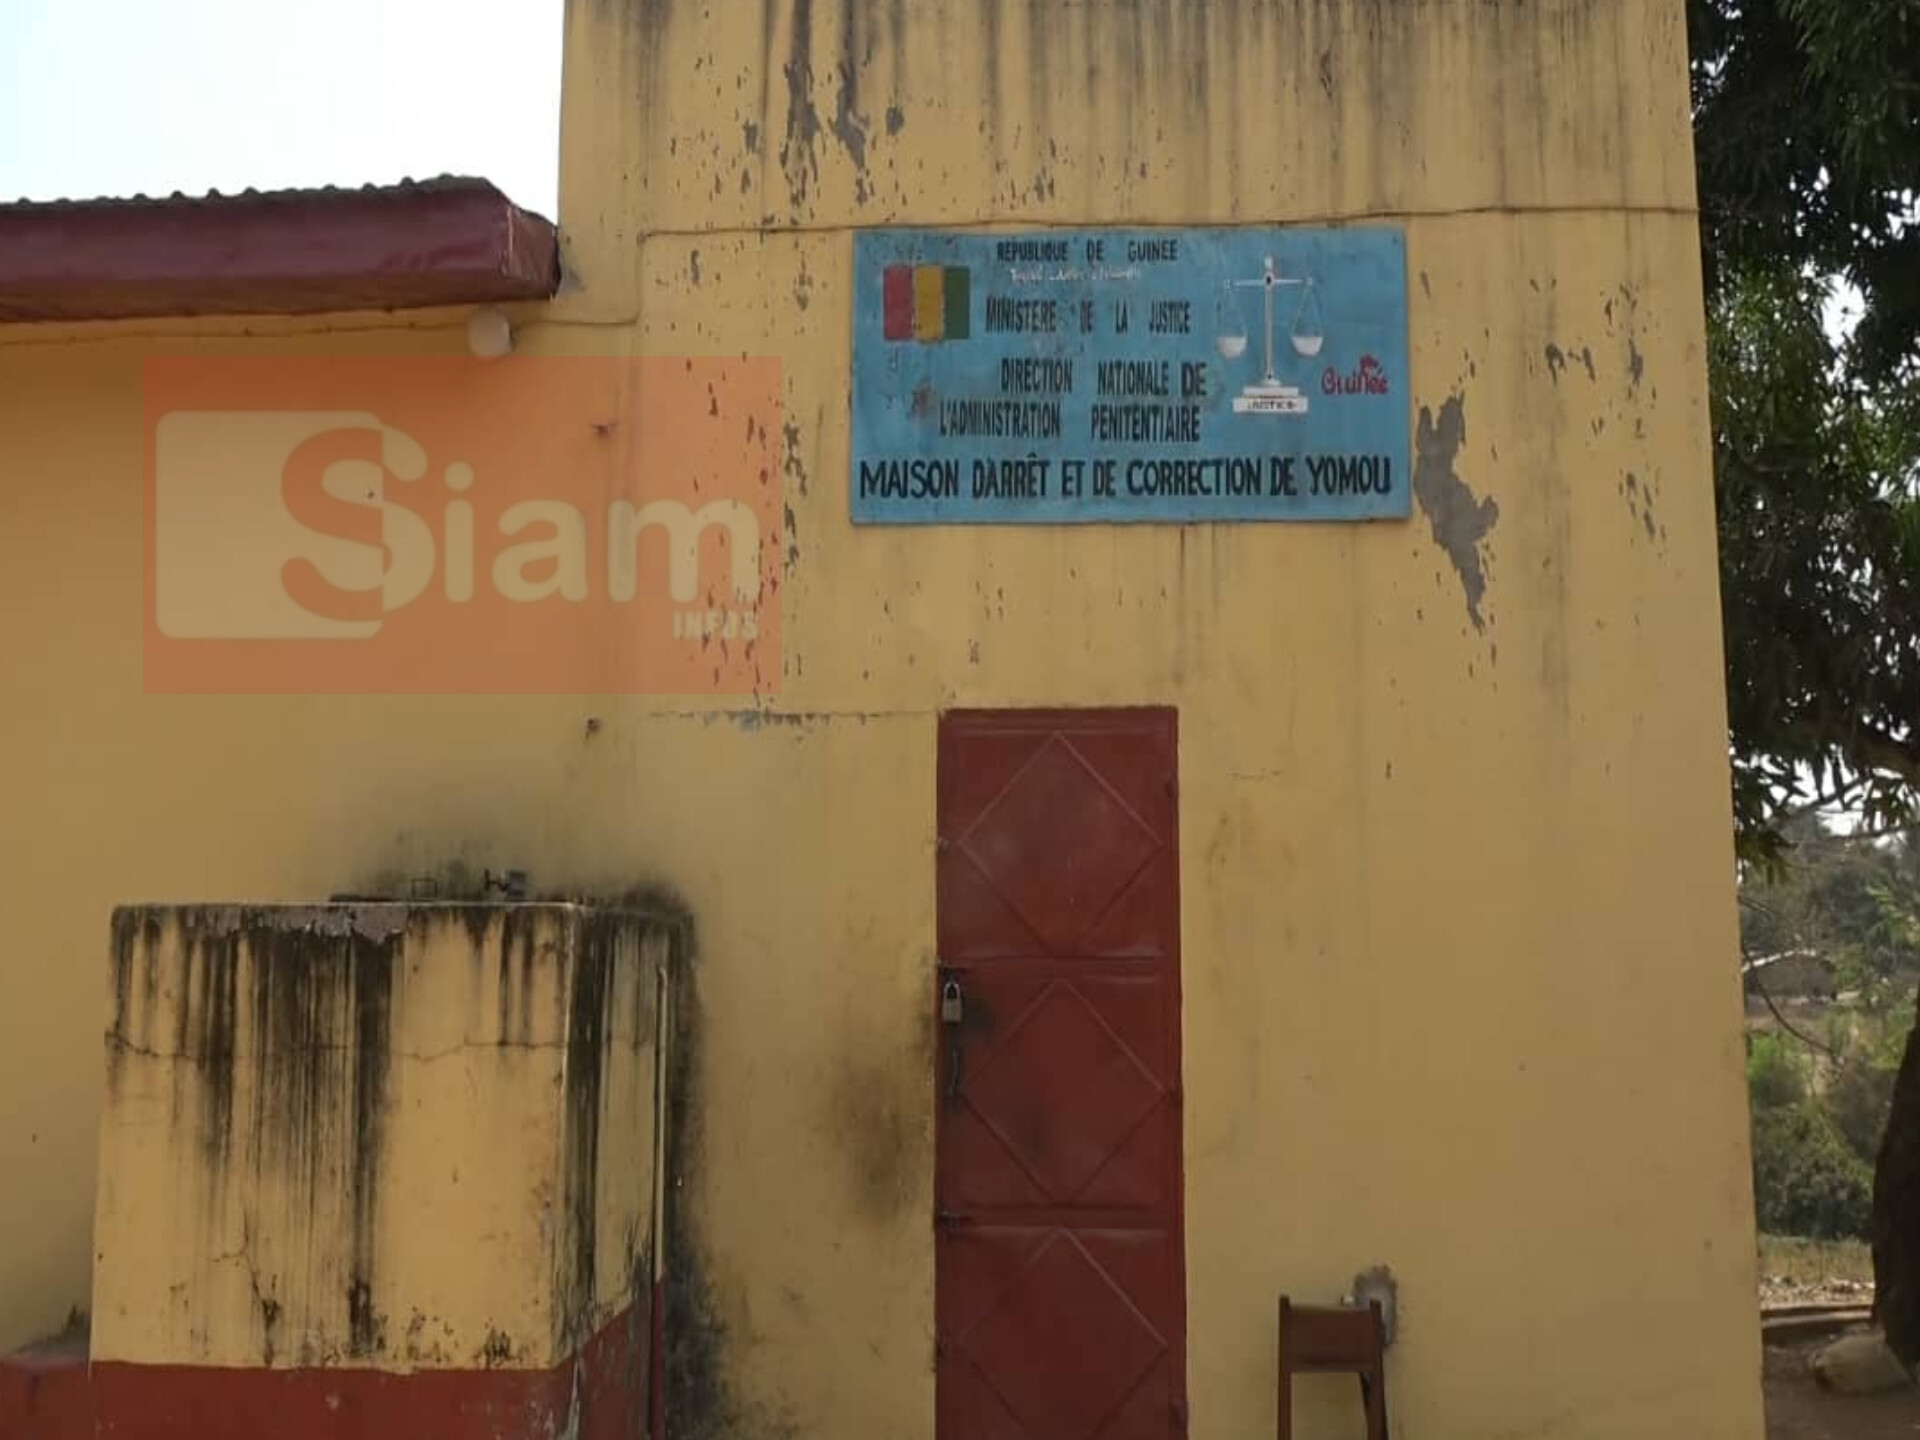 REPUBLIQUE DE GUINEE
MINISTERE DE LA JUSTICE
DIRECTION NATIONALE DE
L'ADMINISTRATION PENITENTIAIRE
MAISON D'ARRÊT ET DE CORRECTION DE YOMOU
JUSTICE
Guinée
Siam
INFOS